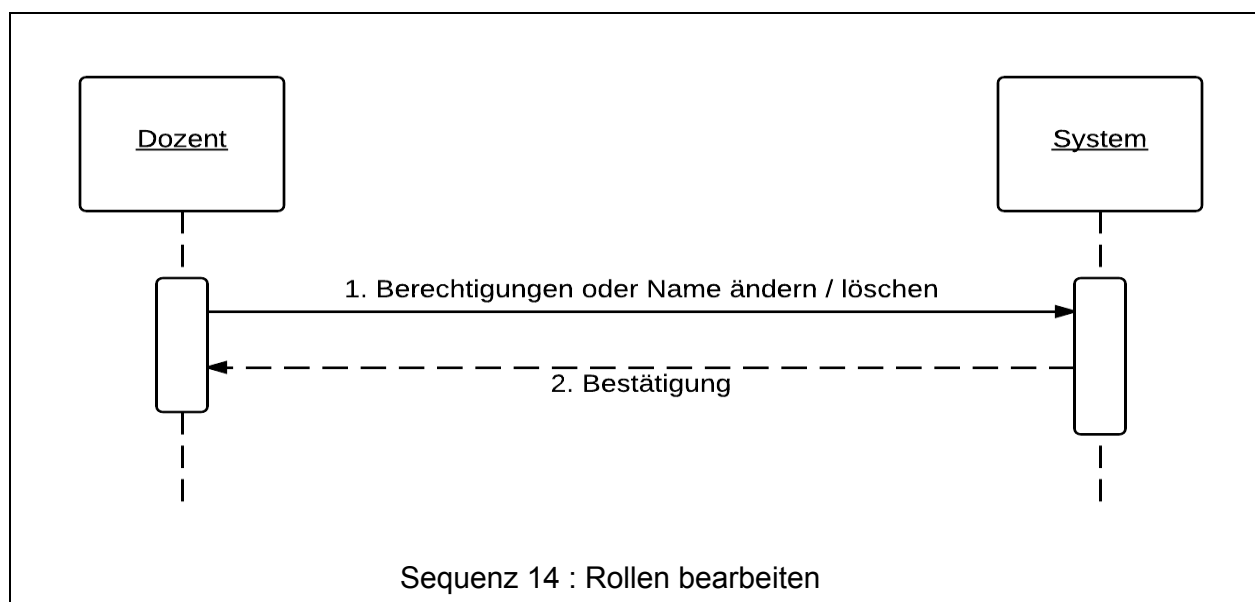 Dozent
System
1. Berechtigungen oder Name ändern / löschen
2. Bestätigung
Sequenz 14 : Rollen bearbeiten